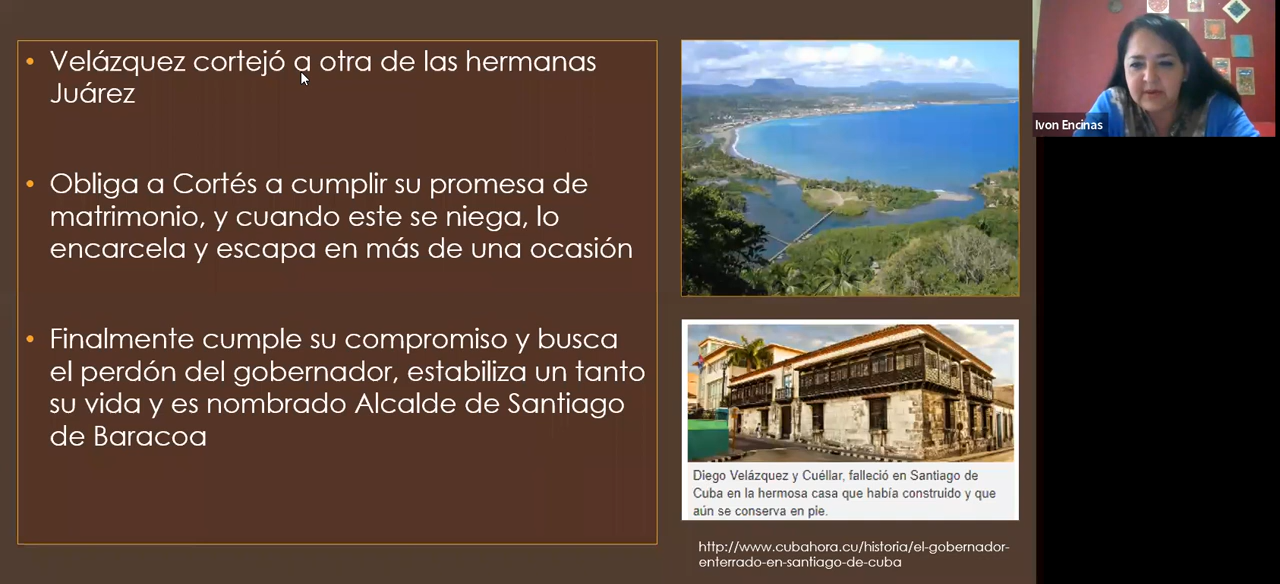 • Velázquez cortejó a otra de las hermanas
Juárez
• Obliga a Cortés a cumplir su promesa de
matrimonio, y cuando este se niega, lo
encarcela y escapa en más de una ocasión
• Finalmente cumple su compromiso y busca
el perdón del gobernador, estabiliza un tanto
su vida y es nombrado Alcalde de Santiago
de Baracoa
Diego Velázquez y Cuéllar, falleció en Santiago de
Cuba en la hermosa casa que había construido y que
aún se conserva en pie.
http://www.cubahora.cu/historia/el-gobernador-
enterrado-en-santiago-de-cuba
Ivon Encinas